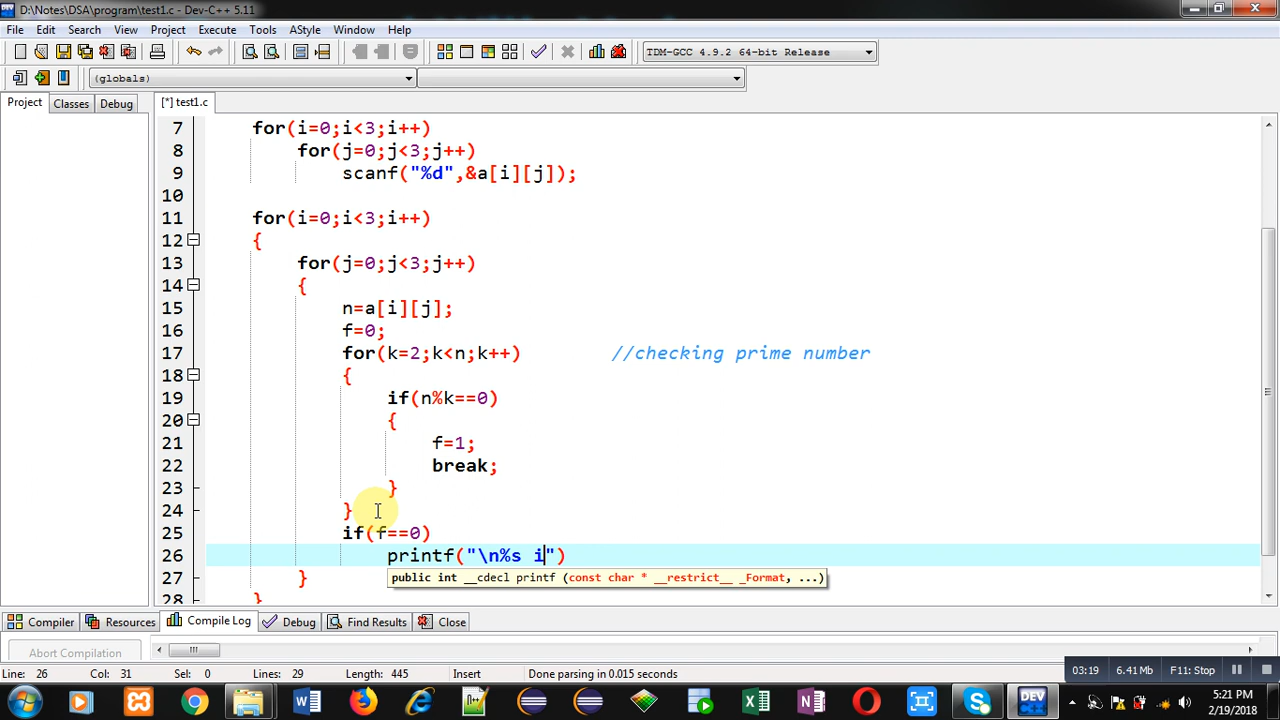 D:\Notes\DSA\program\test1.c - Dev-C++ 5.11
File Edit Search View Project Execute Tools AStyle Window Help
TDM-GCC 4.9.2 64-bit Release
(globals)
Project Classes Debug [*] test1.c
7 for(i=0;i<3;i++)
8 for(j=0;j<3;j++)
9 scanf("%d",&a[i][j]);
10
11 for(i=0;i<3;i++)
12 {
13 for(j=0;j<3;j++)
14 {
15 n=a[i][j];
16 f=0;
17 for(k=2;k<n;k++) //checking prime number
18 {
19 if(n%k==0)
20 {
21 f=1;
22 break;
23 }
24 }
25 if(f==0)
26 printf("\n%s i")
public int __cdecl printf (const char * __restrict__ _Format, ...)
27 }
28 }
Compiler Resources Compile Log Debug Find Results Close
Abort Compilation
Line: 26 Col: 31 Sel: 0 Lines: 29 Length: 445 Insert Done parsing in 0.015 seconds
03:19 6.41 Mb F11: Stop
5:21 PM
2/19/2018